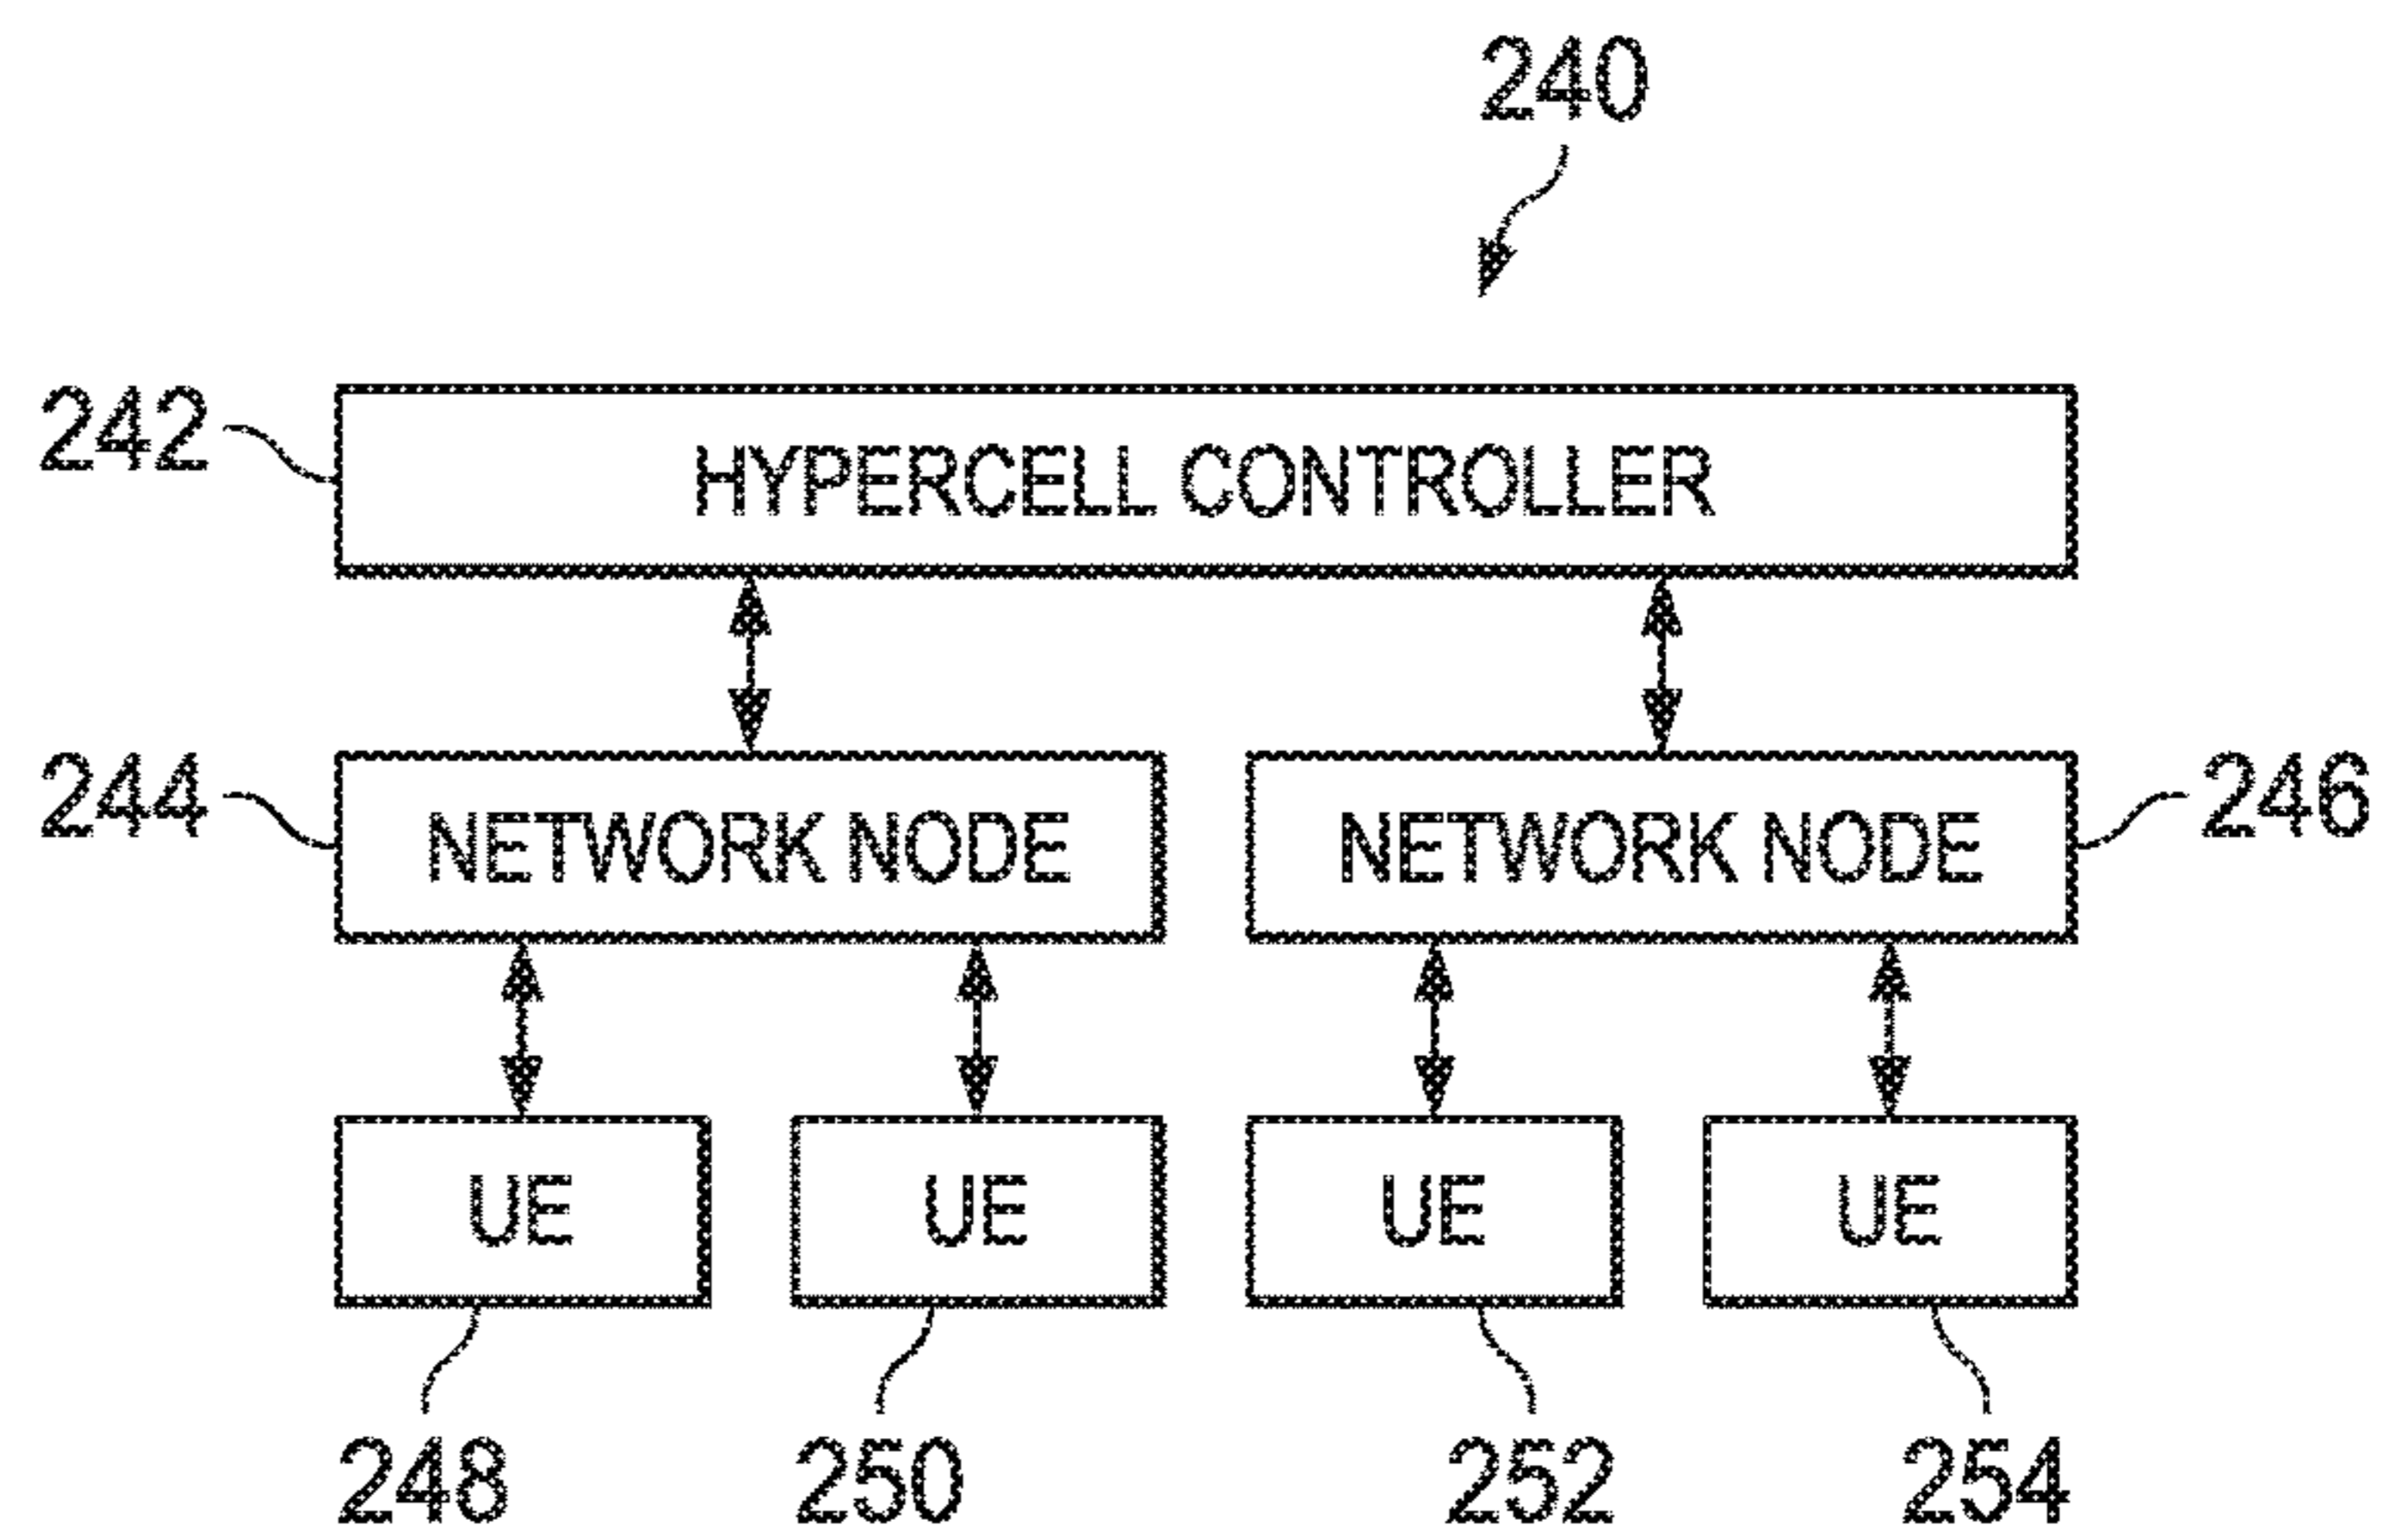 240
242 HYPERCELL CONTROLLER
244 NETWORK NODE NETWORK NODE 246
UE UE UE UE
248 250 252 254